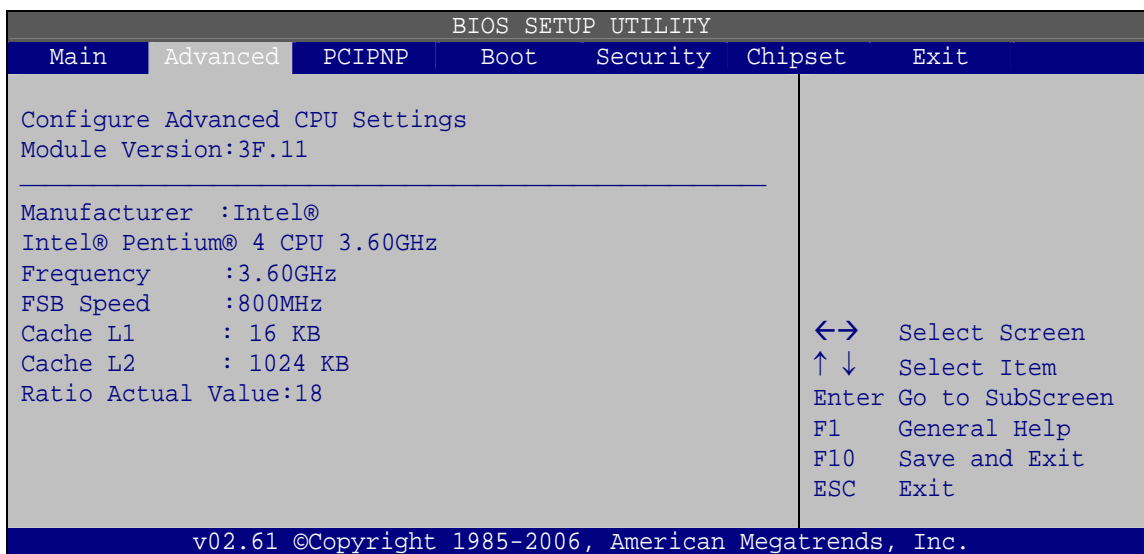 BIOS SETUP UTILITY
Main Advanced PCIPNP Boot Security Chipset Exit
Configure Advanced CPU Settings
Module Version:3F.11
Manufacturer :Intel®
Intel® Pentium® 4 CPU 3.60GHz
Frequency :3.60GHz
FSB Speed :800MHz
Cache L1 : 16 KB
Cache L2 : 1024 KB
Ratio Actual Value:18
←→ Select Screen
↑ ↓ Select Item
Enter Go to SubScreen
F1 General Help
F10 Save and Exit
ESC Exit
v02.61 ©Copyright 1985-2006, American Megatrends, Inc.